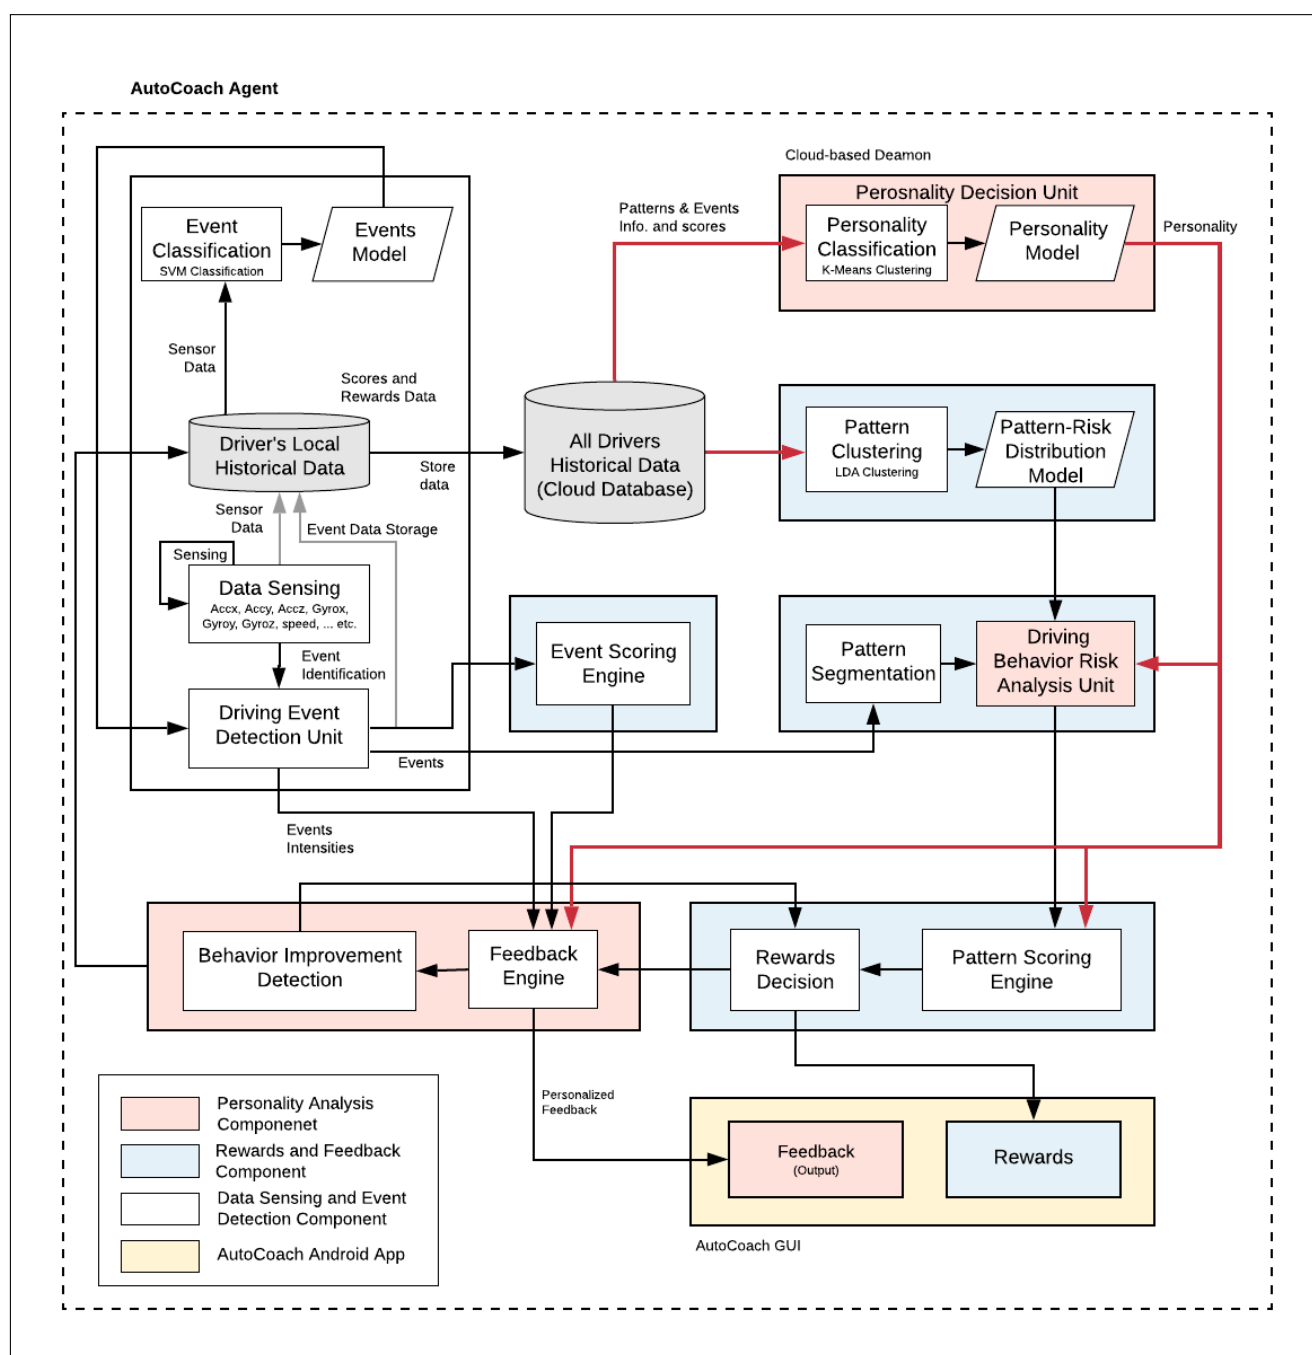 AutoCoach Agent
Cloud-based Deamon
Perosnality Decision Unit
Event
Classification
SVM Classification
Events
Model
Patterns & Events
Info. and scores
Personality
Classification
K-Means Clustering
Personality
Model
Personality
Sensor
Data
Scores and
Rewards Data
Driver's Local
Historical Data
Store
data
All Drivers
Historical Data
(Cloud Database)
Pattern
Clustering
LDA Clustering
Pattern-Risk
Distribution
Model
Sensor
Data
Event Data Storage
Sensing
Data Sensing
Accx, Accy, Accz, Gyrox,
Gyroy, Gyroz, speed, ... etc.
Event
Identification
Driving Event
Detection Unit
Event Scoring
Engine
Pattern
Segmentation
Driving
Behavior Risk
Analysis Unit
Events
Events
Intensities
Behavior Improvement
Detection
Feedback
Engine
Rewards
Decision
Pattern Scoring
Engine
Personalized
Feedback
Feedback
(Output)
Rewards
AutoCoach GUI
Personality Analysis
Componenet
Rewards and Feedback
Component
Data Sensing and Event
Detection Component
AutoCoach Android App